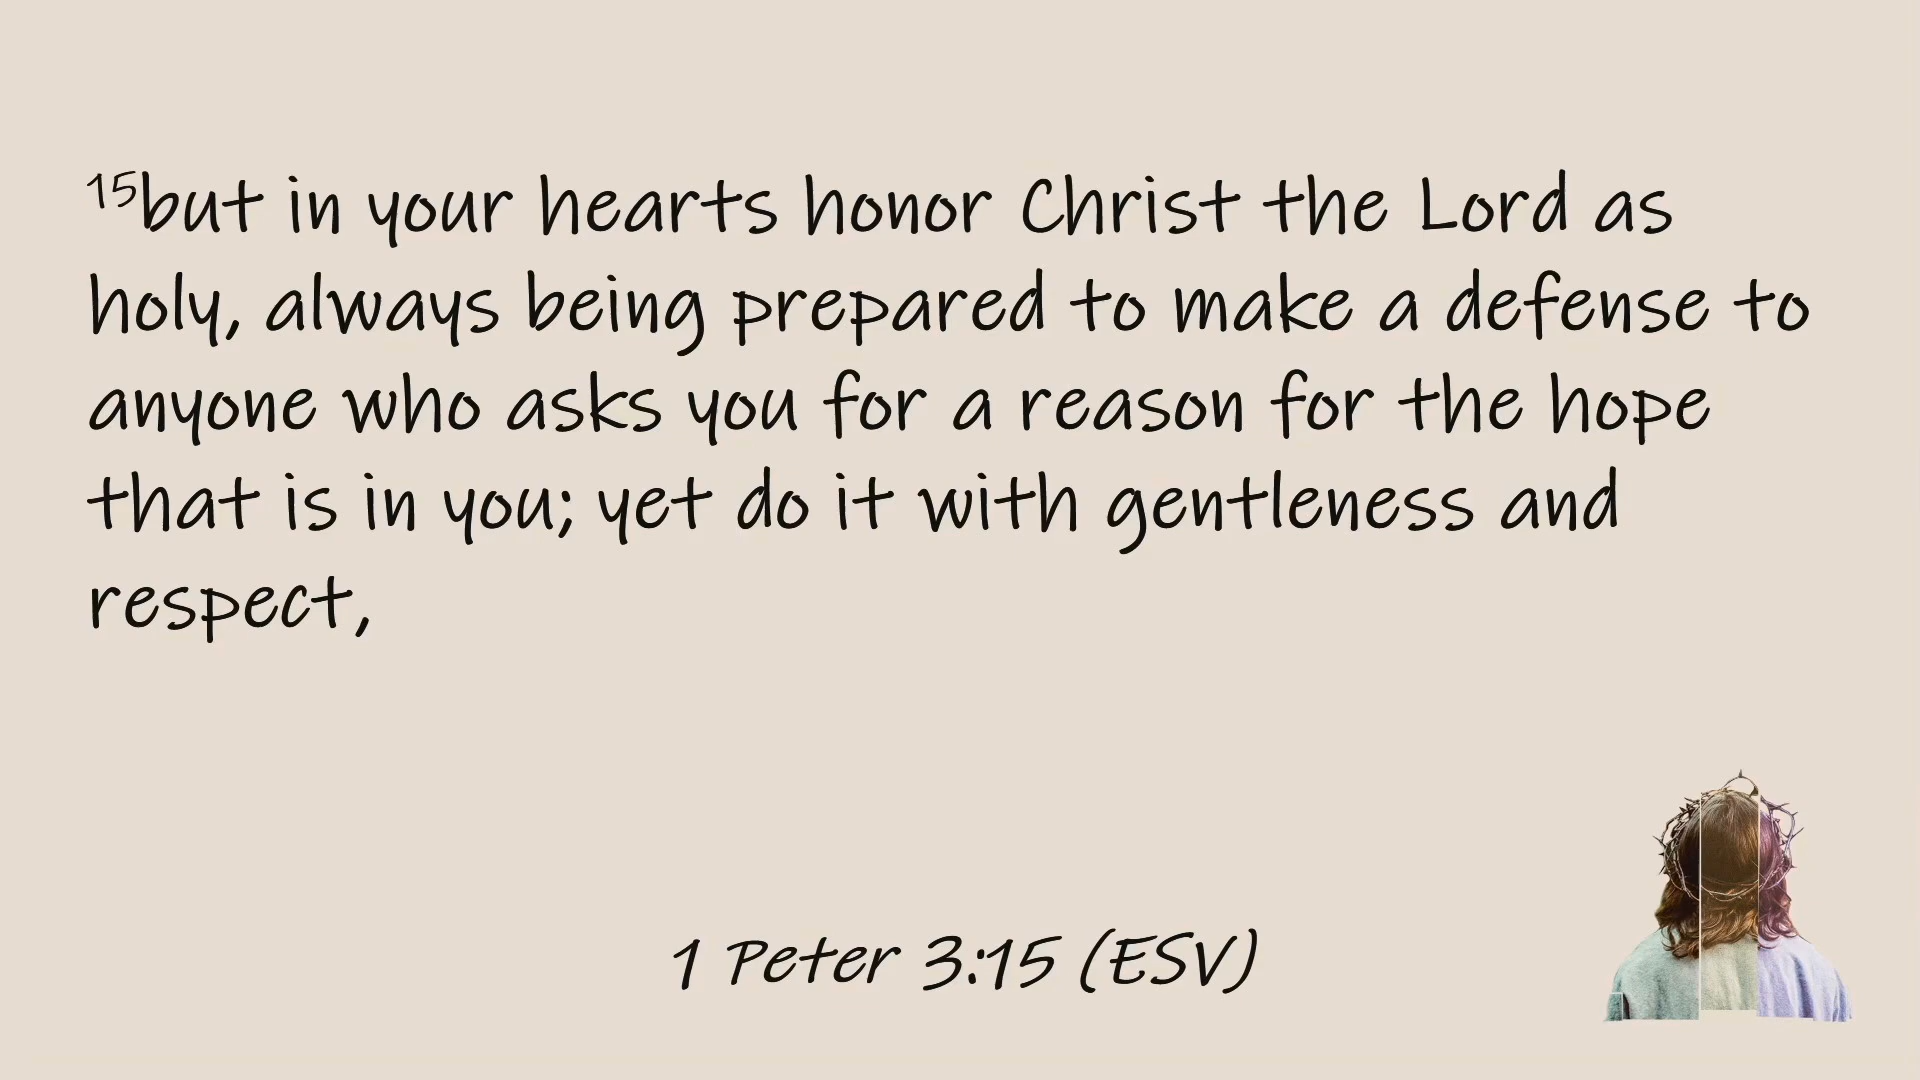 15but in your hearts honor Christ the Lord as
holy, always being prepared to make a defense to
anyone who asks you for a reason for the hope
that is in you; yet do it with gentleness and
respect,
1 Peter 3:15 (ESV)